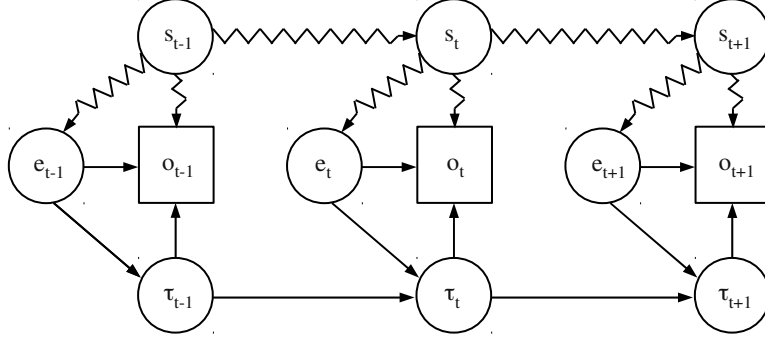 s_{t-1} s_t s_{t+1}
e_{t-1} o_{t-1} e_t o_t e_{t+1} o_{t+1}
τ_{t-1} τ_t τ_{t+1}